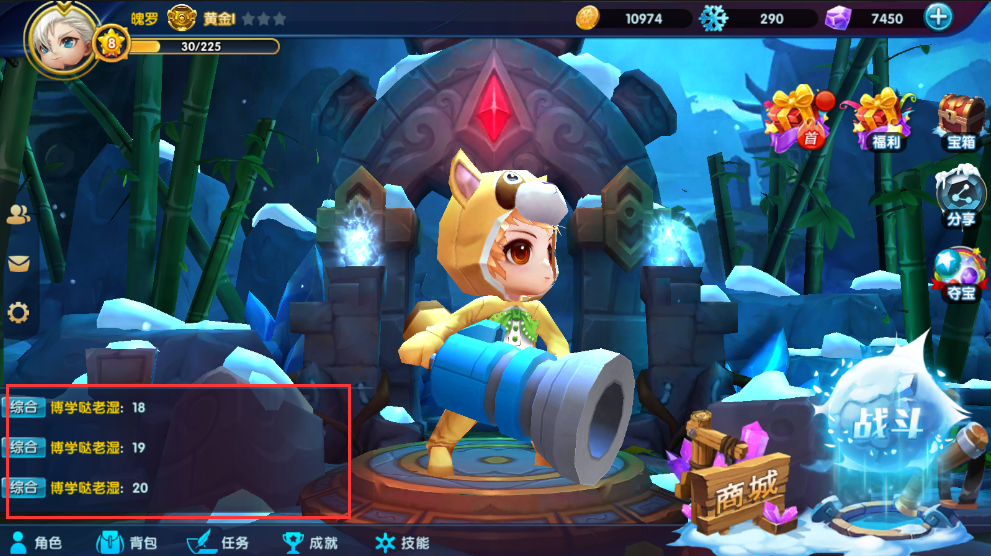 魄罗 黄金I
8
30/225
10974 290 7450
首
福利
宝箱
分享
夺宝
综合 博学哒老湿: 18
综合 博学哒老湿: 19
综合 博学哒老湿: 20
战斗
商城
角色 背包 任务 成就 技能